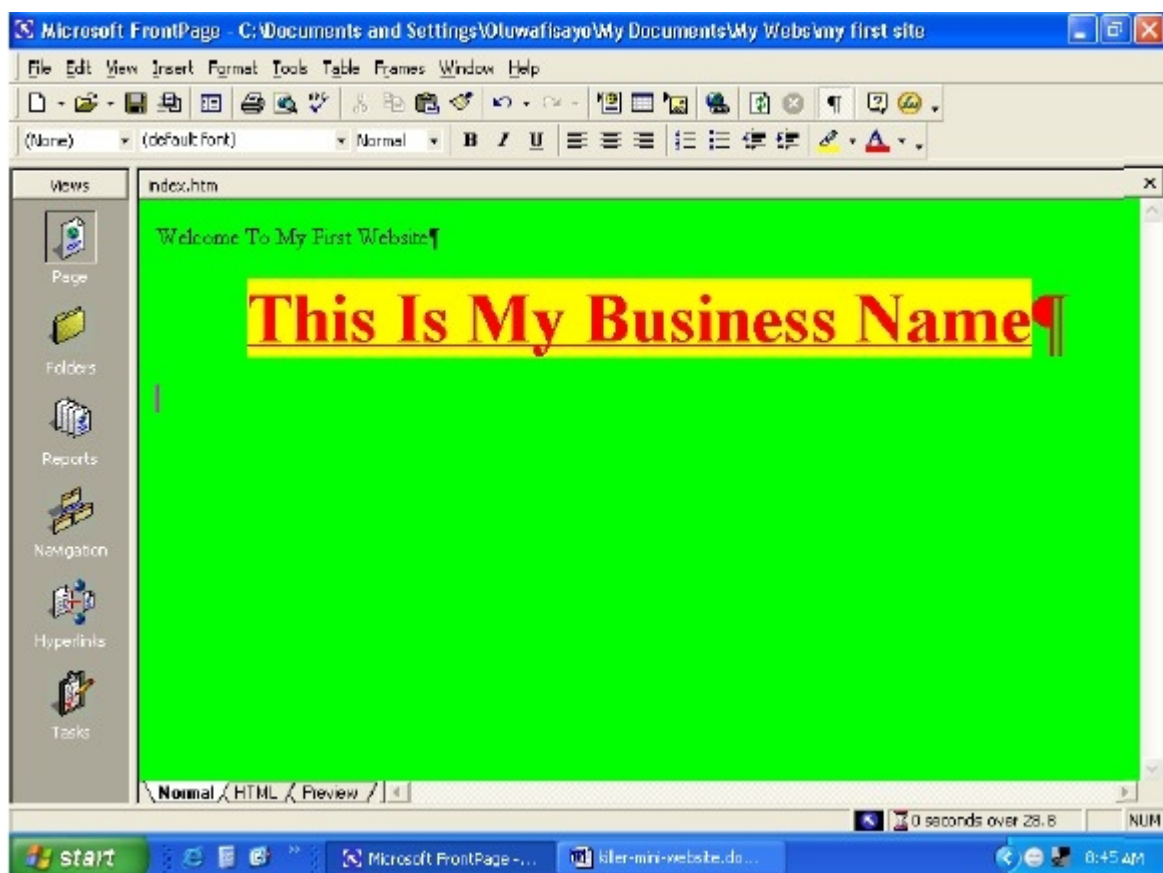 Microsoft FrontPage - C:\Documents and Settings\Oluwafisayo\My Documents\My Webs\my first site
File Edit View Insert Format Tools Table Frames Window Help
(None) (default font) Normal B I U A
Views index.htm
Welcome To My First Website¶
This Is My Business Name¶
Page
Folders
Reports
Navigation
Hyperlinks
Tasks
Normal HTML Preview
0 seconds over 28.8 NUM
start Microsoft FrontPage -... killer-mini-website.do... 8:45 AM